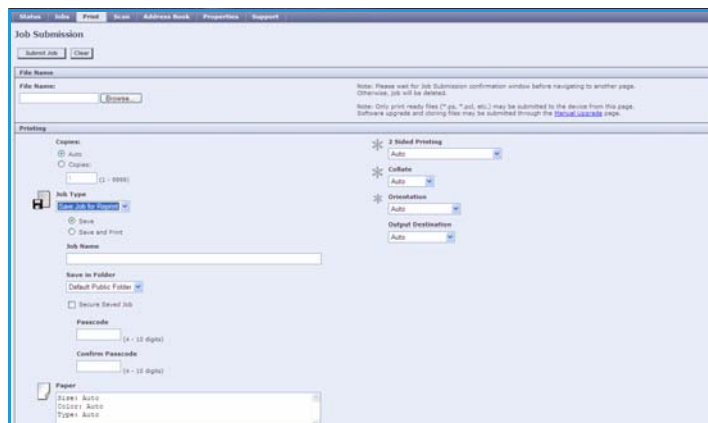 Status Jobs Print Scan Address Book Properties Support
Job Submission
Submit Job Clear
File Name
File Name:
Browse...
Note: Please wait for Job Submission confirmation window before navigating to another page.
Otherwise, job will be deleted.
Note: Only print ready files (*.ps, *.pcl, etc.) may be submitted to the device from this page.
Software upgrade and cloning files may be submitted through the Manual Upgrade page.
Printing
Copies:
Auto
Copies:
1 (1 - 9999)
Job Type
Save Job for Reprint
Save
Save and Print
Job Name
Save in Folder
Default Public Folder
Secure Saved Job
Passcode
(4 - 10 digits)
Confirm Passcode
(4 - 10 digits)
Paper
Size: Auto
Color: Auto
Type: Auto
2 Sided Printing
Auto
Collate
Auto
Orientation
Auto
Output Destination
Auto